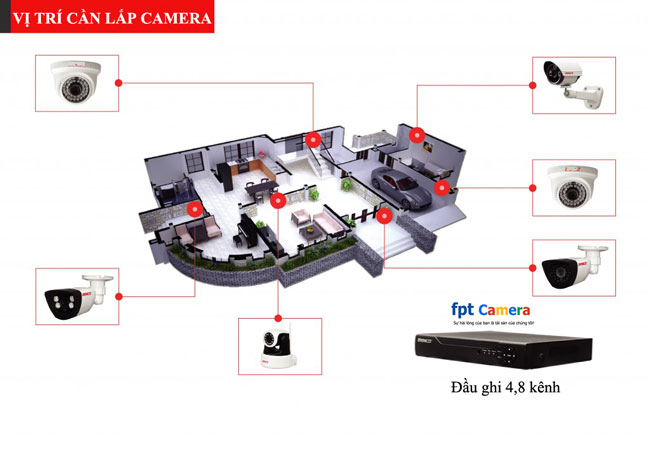 VỊ TRÍ CẦN LẮP CAMERA
fpt Camera
Sự hài lòng của bạn là tài sản của chúng tôi!
Đầu ghi 4,8 kênh